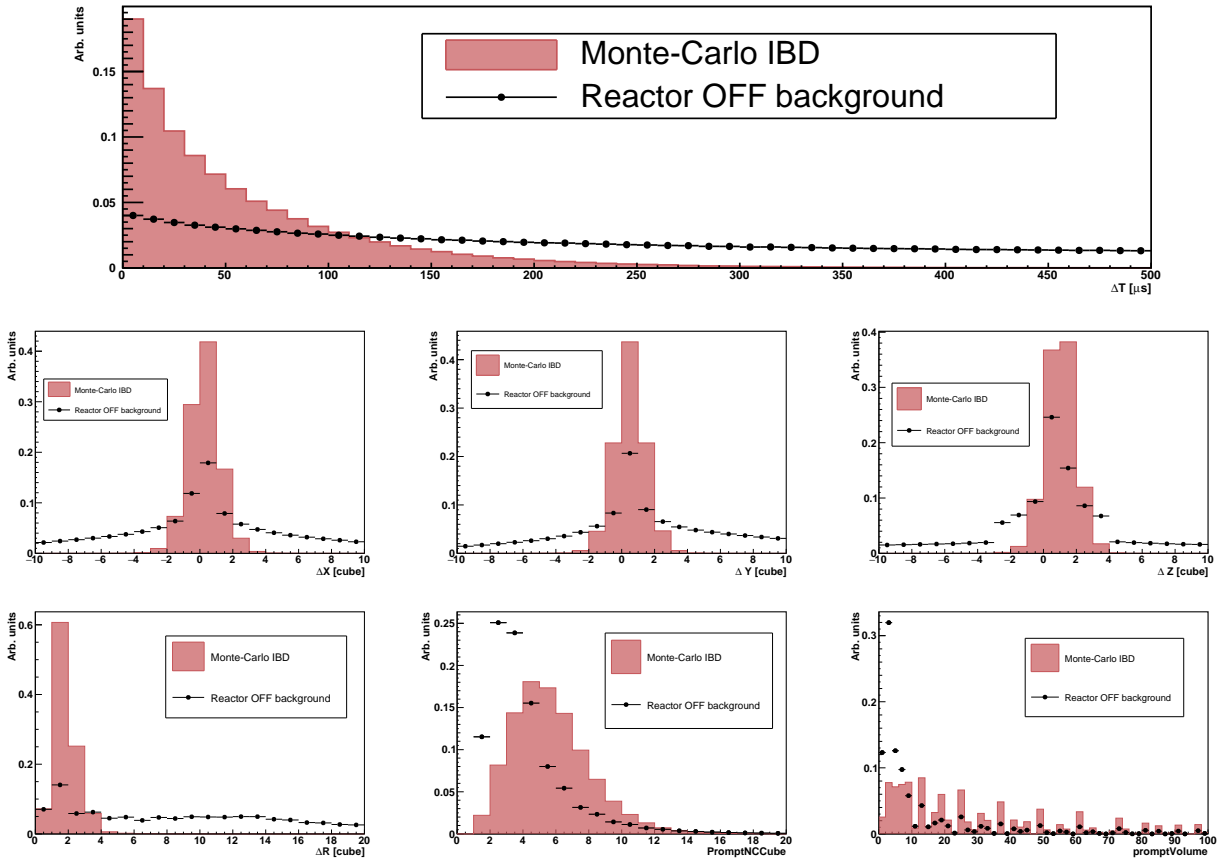 Arb. units
Monte-Carlo IBD
Reactor OFF background
0.15
0.1
0.05
0
0 50 100 150 200 250 300 350 400 450 500
ΔT [μs]
Arb. units
0.4
0.3
0.2
0.1
0
Monte-Carlo IBD
Reactor OFF background
−10 −8 −6 −4 −2 0 2 4 6 8 10
ΔX [cube]
Arb. units
0.4
0.3
0.2
0.1
0
Monte-Carlo IBD
Reactor OFF background
−10 −8 −6 −4 −2 0 2 4 6 8 10
Δ Y [cube]
Arb. units
0.4
0.3
0.2
0.1
0
Monte-Carlo IBD
Reactor OFF background
−10 −8 −6 −4 −2 0 2 4 6 8 10
Δ Z [cube]
Arb. units
0.6
0.4
0.2
0
Monte-Carlo IBD
Reactor OFF background
0 2 4 6 8 10 12 14 16 18 20
ΔR [cube]
Arb. units
0.25
0.2
0.15
0.1
0.05
0
Monte-Carlo IBD
Reactor OFF background
0 2 4 6 8 10 12 14 16 18 20
PromptNCCube
Arb. units
0.3
0.2
0.1
0
Monte-Carlo IBD
Reactor OFF background
0 10 20 30 40 50 60 70 80 90 100
promptVolume